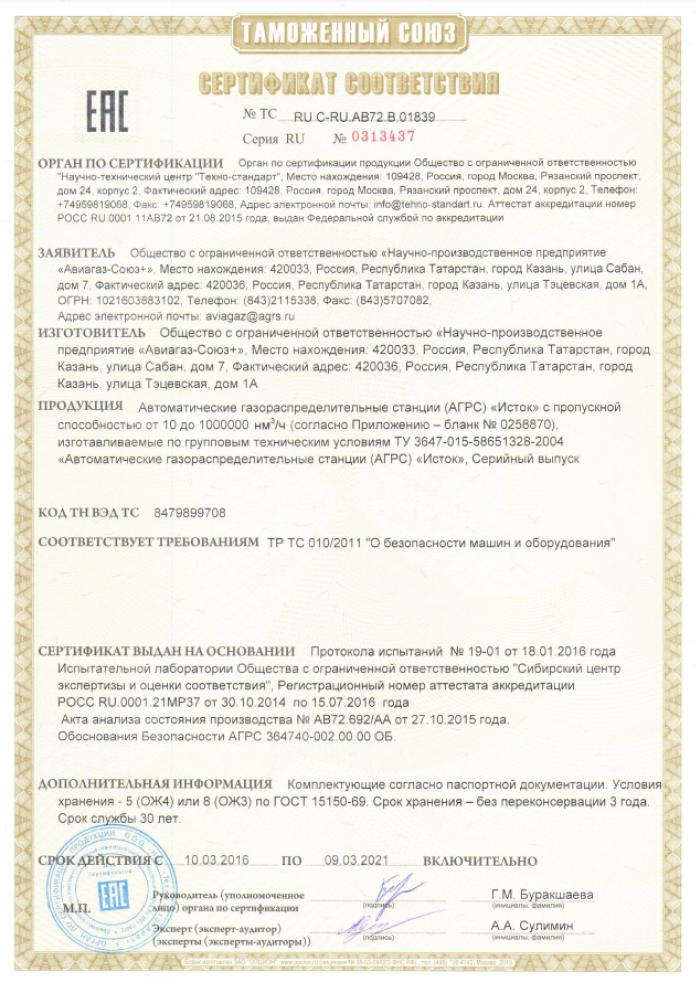 ТАМОЖЕННЫЙ СОЮЗ
СЕРТИФИКАТ СООТВЕТСТВИЯ
EAC
№ ТС RU C-RU.АВ72.В.01839
Серия RU № 0313437
ОРГАН ПО СЕРТИФИКАЦИИ Орган по сертификации продукции Общество с ограниченной ответственностью
"Научно-технический центр "Техно-стандарт", Место нахождения: 109428, Россия, город Москва, Рязанский проспект,
дом 24, корпус 2, Фактический адрес: 109428, Россия, город Москва, Рязанский проспект, дом 24, корпус 2, Телефон:
+74959819068, Факс: +74959819068, Адрес электронной почты: info@tehno-standart.ru. Аттестат аккредитации номер
РОСС RU.0001.11АВ72 от 21.08.2015 года, выдан Федеральной службой по аккредитации
ЗАЯВИТЕЛЬ Общество с ограниченной ответственностью «Научно-производственное предприятие
«Авиагаз-Союз+», Место нахождения: 420033, Россия, Республика Татарстан, город Казань, улица Сабан,
дом 7, Фактический адрес: 420036, Россия, Республика Татарстан, город Казань, улица Тэцевская, дом 1А,
ОГРН: 1021603883102, Телефон: (843)2115338, Факс: (843)5707082,
Адрес электронной почты: aviagaz@agrs.ru
ИЗГОТОВИТЕЛЬ Общество с ограниченной ответственностью «Научно-производственное
предприятие «Авиагаз-Союз+», Место нахождения: 420033, Россия, Республика Татарстан, город
Казань, улица Сабан, дом 7, Фактический адрес: 420036, Россия, Республика Татарстан, город
Казань, улица Тэцевская, дом 1А
ПРОДУКЦИЯ Автоматические газораспределительные станции (АГРС) «Исток» с пропускной
способностью от 10 до 1000000 нм³/ч (согласно Приложению – бланк № 0258870),
изготавливаемые по групповым техническим условиям ТУ 3647-015-58651328-2004
«Автоматические газораспределительные станции (АГРС) «Исток», Серийный выпуск
КОД ТН ВЭД ТС 8479899708
СООТВЕТСТВУЕТ ТРЕБОВАНИЯМ ТР ТС 010/2011 "О безопасности машин и оборудования"
СЕРТИФИКАТ ВЫДАН НА ОСНОВАНИИ Протокола испытаний № 19-01 от 18.01.2016 года
Испытательной лаборатории Общества с ограниченной ответственностью "Сибирский центр
экспертизы и оценки соответствия", Регистрационный номер аттестата аккредитации
РОСС RU.0001.21МР37 от 30.10.2014 по 15.07.2016 года
Акта анализа состояния производства № АВ72.692/АА от 27.10.2015 года.
Обоснования Безопасности АГРС 364740-002.00.00 ОБ.
ДОПОЛНИТЕЛЬНАЯ ИНФОРМАЦИЯ Комплектующие согласно паспортной документации. Условия
хранения - 5 (ОЖ4) или 8 (ОЖ3) по ГОСТ 15150-69. Срок хранения – без переконсервации 3 года.
Срок службы 30 лет.
СРОК ДЕЙСТВИЯ С 10.03.2016 ПО 09.03.2021 ВКЛЮЧИТЕЛЬНО
EAC
М.П.
Руководитель (уполномоченное
лицо) органа по сертификации
(подпись)
Г.М. Буракшаева
(инициалы, фамилия)
Эксперт (эксперт-аудитор)
(эксперты (эксперты-аудиторы))
(подпись)
А.А. Сулимин
(инициалы, фамилия)